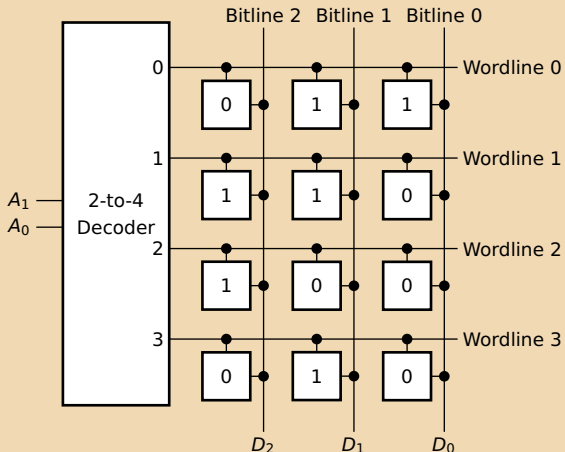 Bitline 2 Bitline 1 Bitline 0
0 Wordline 0
0 1 1
1 Wordline 1
1 1 0
A₁ 2-to-4
A₀ Decoder
2 Wordline 2
1 0 0
3 Wordline 3
0 1 0
D₂ D₁ D₀